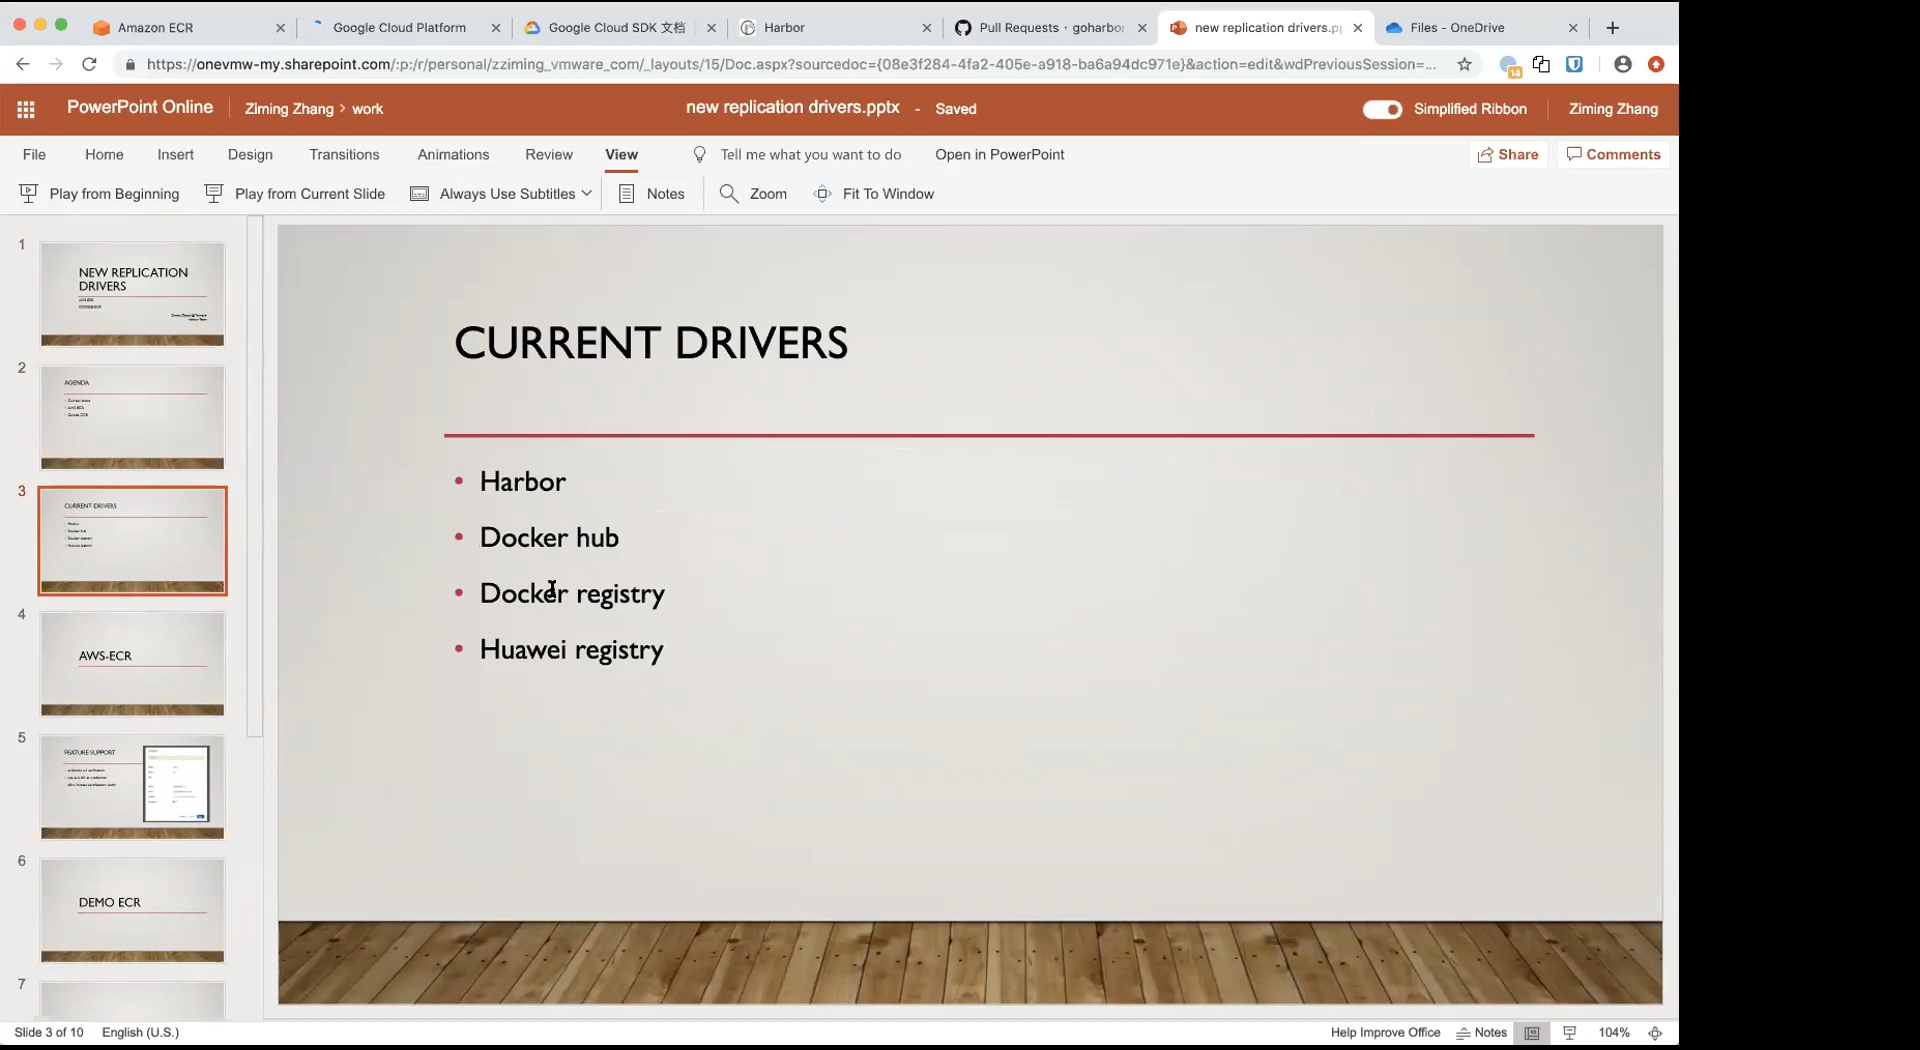 Amazon ECR
Google Cloud Platform
Google Cloud SDK 文档
Harbor
Pull Requests · goharbor
new replication drivers.p
Files - OneDrive
https://onevmw-my.sharepoint.com/:p:/r/personal/zziming_vmware_com/_layouts/15/Doc.aspx?sourcedoc={08e3f284-4fa2-405e-a918-ba6a94dc971e}&action=edit&wdPreviousSession=...
14
PowerPoint Online
Ziming Zhang > work
new replication drivers.pptx - Saved
Simplified Ribbon
Ziming Zhang
File Home Insert Design Transitions Animations Review View Tell me what you want to do Open in PowerPoint
Share
Comments
Play from Beginning Play from Current Slide Always Use Subtitles Notes Zoom Fit To Window
1
NEW REPLICATION
DRIVERS
2
AGENDA
3
CURRENT DRIVERS
4
AWS-ECR
5
FEATURE SUPPORT
6
DEMO ECR
7
CURRENT DRIVERS
• Harbor
• Docker hub
• Docker registry
• Huawei registry
Slide 3 of 10 English (U.S.)
Help Improve Office Notes 104%